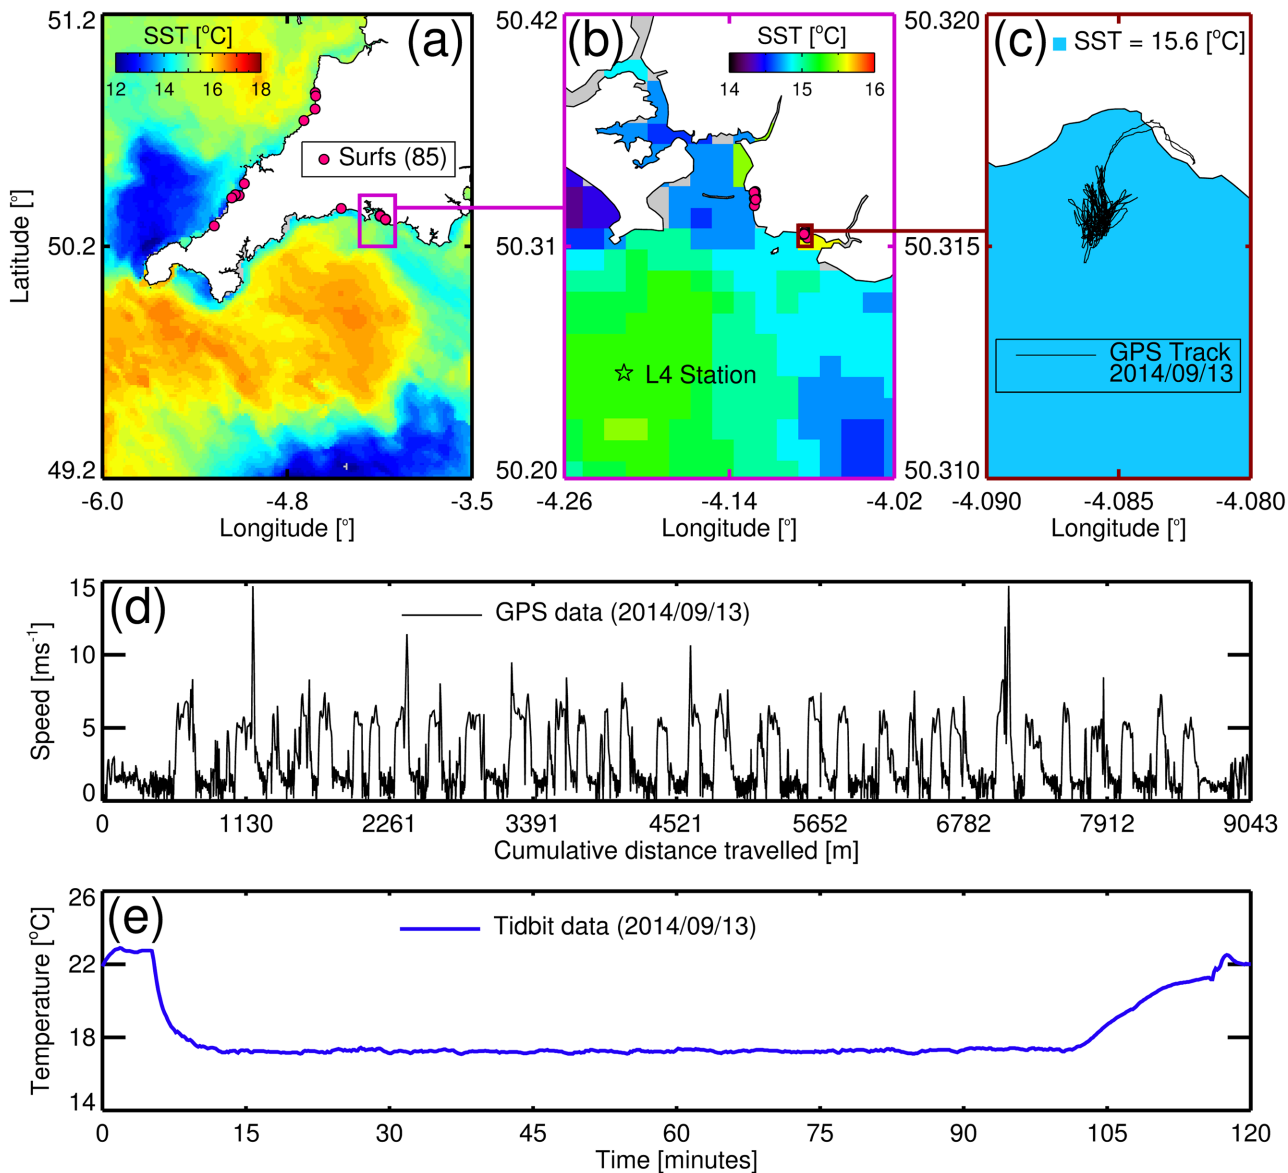 51.2
50.2
49.2
Latitude [°]
SST [°C]
12 14 16 18
(a)
Surfs (85)
-6.0 -4.8 -3.5
Longitude [°]
50.42
50.31
50.20
(b)
SST [°C]
14 15 16
L4 Station
-4.26 -4.14 -4.02
Longitude [°]
50.320
50.315
50.310
(c)
SST = 15.6 [°C]
GPS Track
2014/09/13
-4.090 -4.085 -4.080
Longitude [°]
15
10
5
0
Speed [ms⁻¹]
(d)
GPS data (2014/09/13)
0 1130 2261 3391 4521 5652 6782 7912 9043
Cumulative distance travelled [m]
26
22
18
14
Temperature [°C]
(e)
Tidbit data (2014/09/13)
0 15 30 45 60 75 90 105 120
Time [minutes]